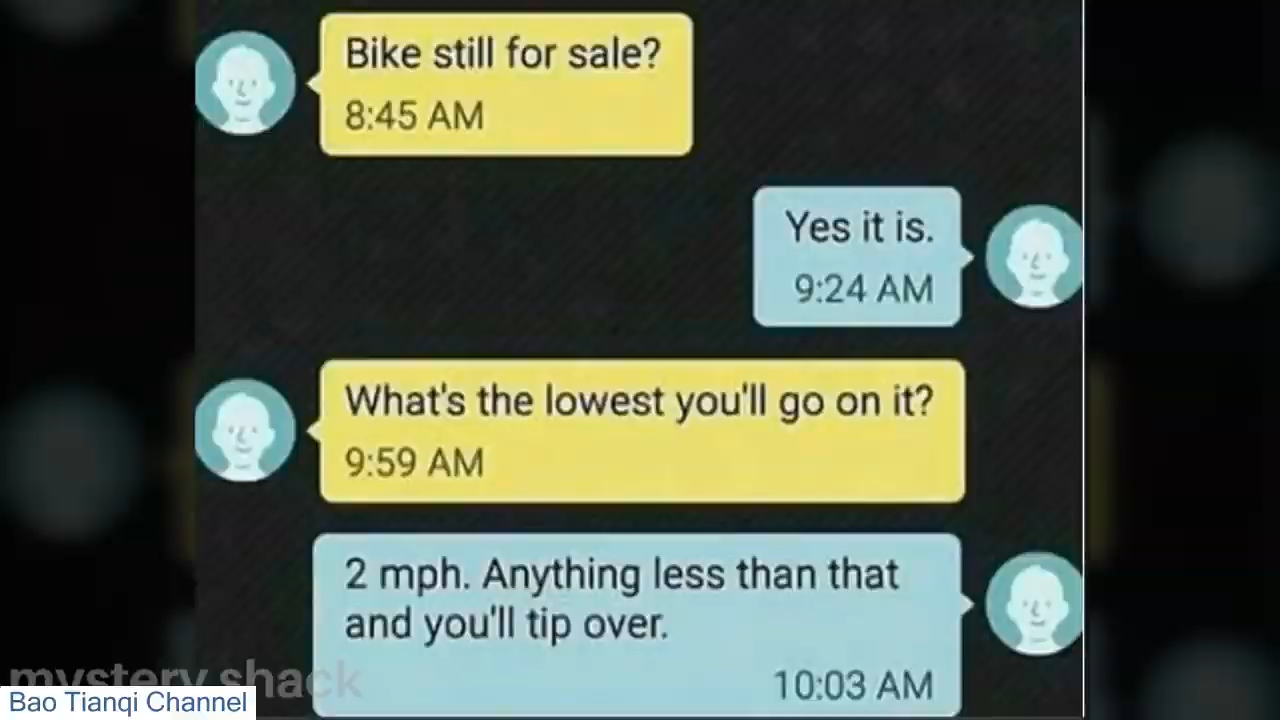 Bike still for sale?
8:45 AM
Yes it is.
9:24 AM
What's the lowest you'll go on it?
9:59 AM
2 mph. Anything less than that
and you'll tip over.
10:03 AM
mystery shack
Bao Tianqi Channel